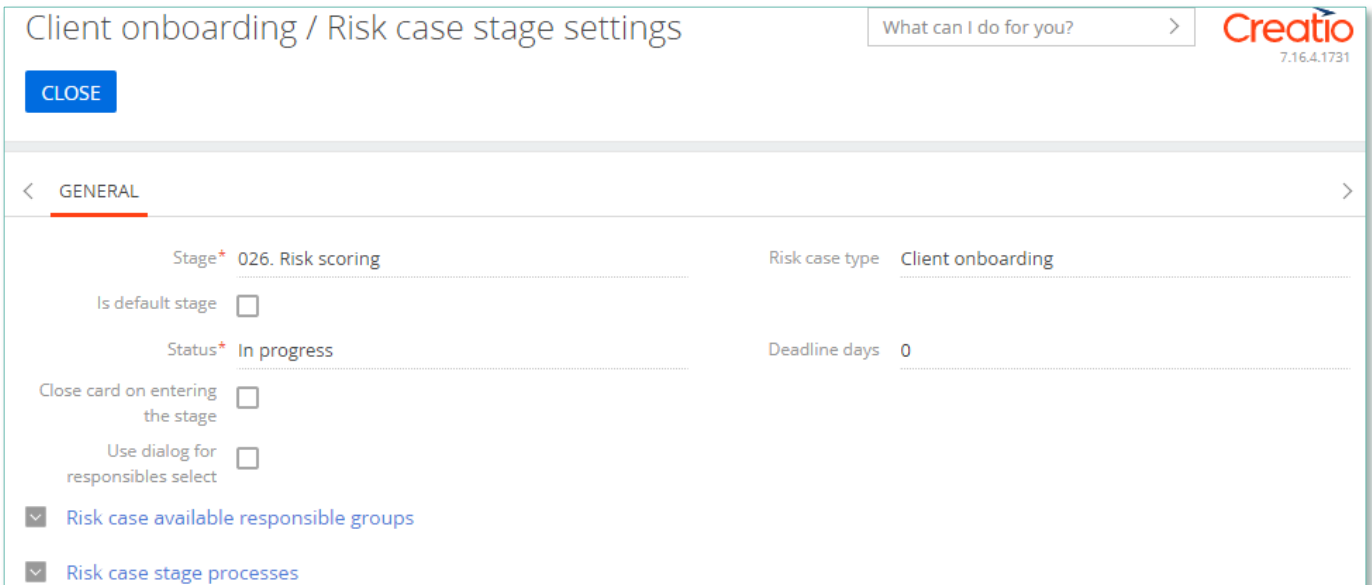 Client onboarding / Risk case stage settings
What can I do for you?
Creatio
7.16.4.1731
CLOSE
GENERAL
Stage* 026. Risk scoring
Risk case type Client onboarding
Is default stage
Status* In progress
Deadline days 0
Close card on entering
the stage
Use dialog for
responsibles select
Risk case available responsible groups
Risk case stage processes